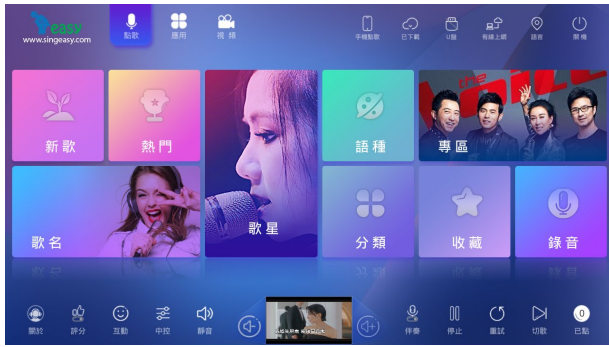 easy
www.singeasy.com
點歌
應用
視頻
手機點歌
已下載
U盤
有線上網
語言
關機
新歌
熱門
歌星
語種
the
專區
歌名
分類
收藏
錄音
關於
評分
互動
中控
靜音
伴奏
停止
重試
切歌
0
已點